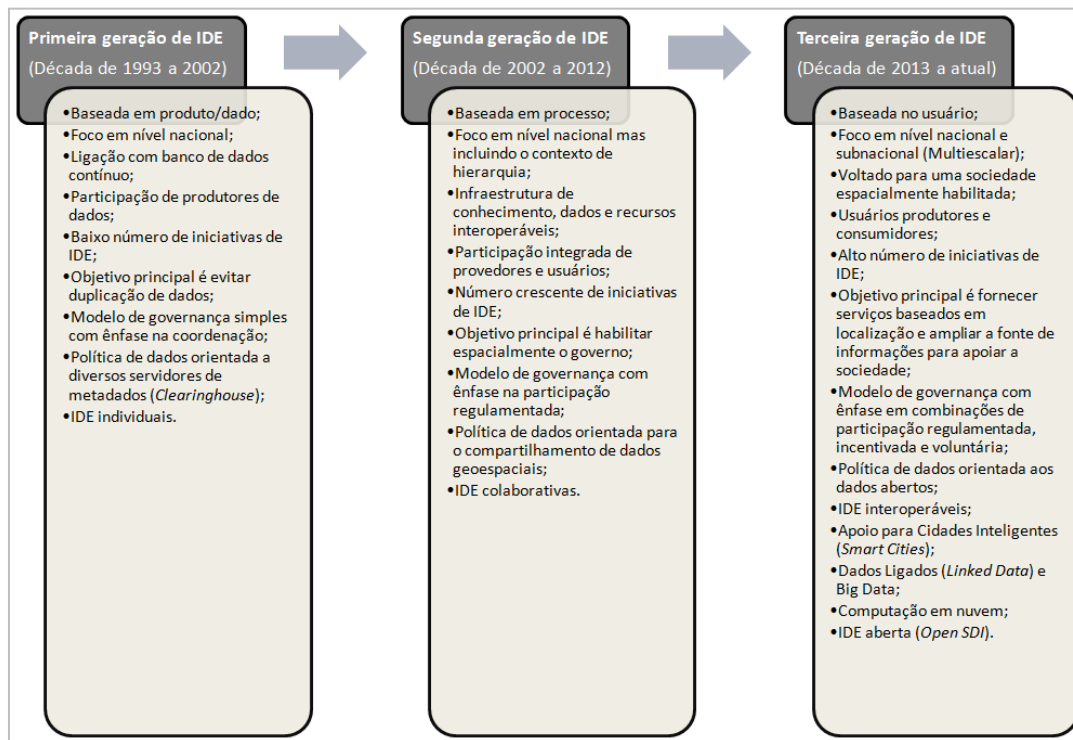 Primeira geração de IDE
(Década de 1993 a 2002)
•Baseada em produto/dado;
•Foco em nível nacional;
•Ligação com banco de dados
contínuo;
•Participação de produtores de
dados;
•Baixo número de iniciativas de
IDE;
•Objetivo principal é evitar
duplicação de dados;
•Modelo de governança simples
com ênfase na coordenação;
•Política de dados orientada a
diversos servidores de
metadados (Clearinghouse);
•IDE individuais.
Segunda geração de IDE
(Década de 2002 a 2012)
•Baseada em processo;
•Foco em nível nacional mas
incluindo o contexto de
hierarquia;
•Infraestrutura de
conhecimento, dados e recursos
interoperáveis;
•Participação integrada de
provedores e usuários;
•Número crescente de iniciativas
de IDE;
•Objetivo principal é habilitar
espacialmente o governo;
•Modelo de governança com
ênfase na participação
regulamentada;
•Política de dados orientada para
o compartilhamento de dados
geoespaciais;
•IDE colaborativas.
Terceira geração de IDE
(Década de 2013 a atual)
•Baseada no usuário;
•Foco em nível nacional e
subnacional (Multiescalar);
•Voltado para uma sociedade
espacialmente habilitada;
•Usuários produtores e
consumidores;
•Alto número de iniciativas de
IDE;
•Objetivo principal é fornecer
serviços baseados em
localização e ampliar a fonte de
informações para apoiar a
sociedade;
•Modelo de governança com
ênfase em combinações de
participação regulamentada,
incentivada e voluntária;
•Política de dados orientada aos
dados abertos;
•IDE interoperáveis;
•Apoio para Cidades Inteligentes
(Smart Cities);
•Dados Ligados (Linked Data) e
Big Data;
•Computação em nuvem;
•IDE aberta (Open SDI).